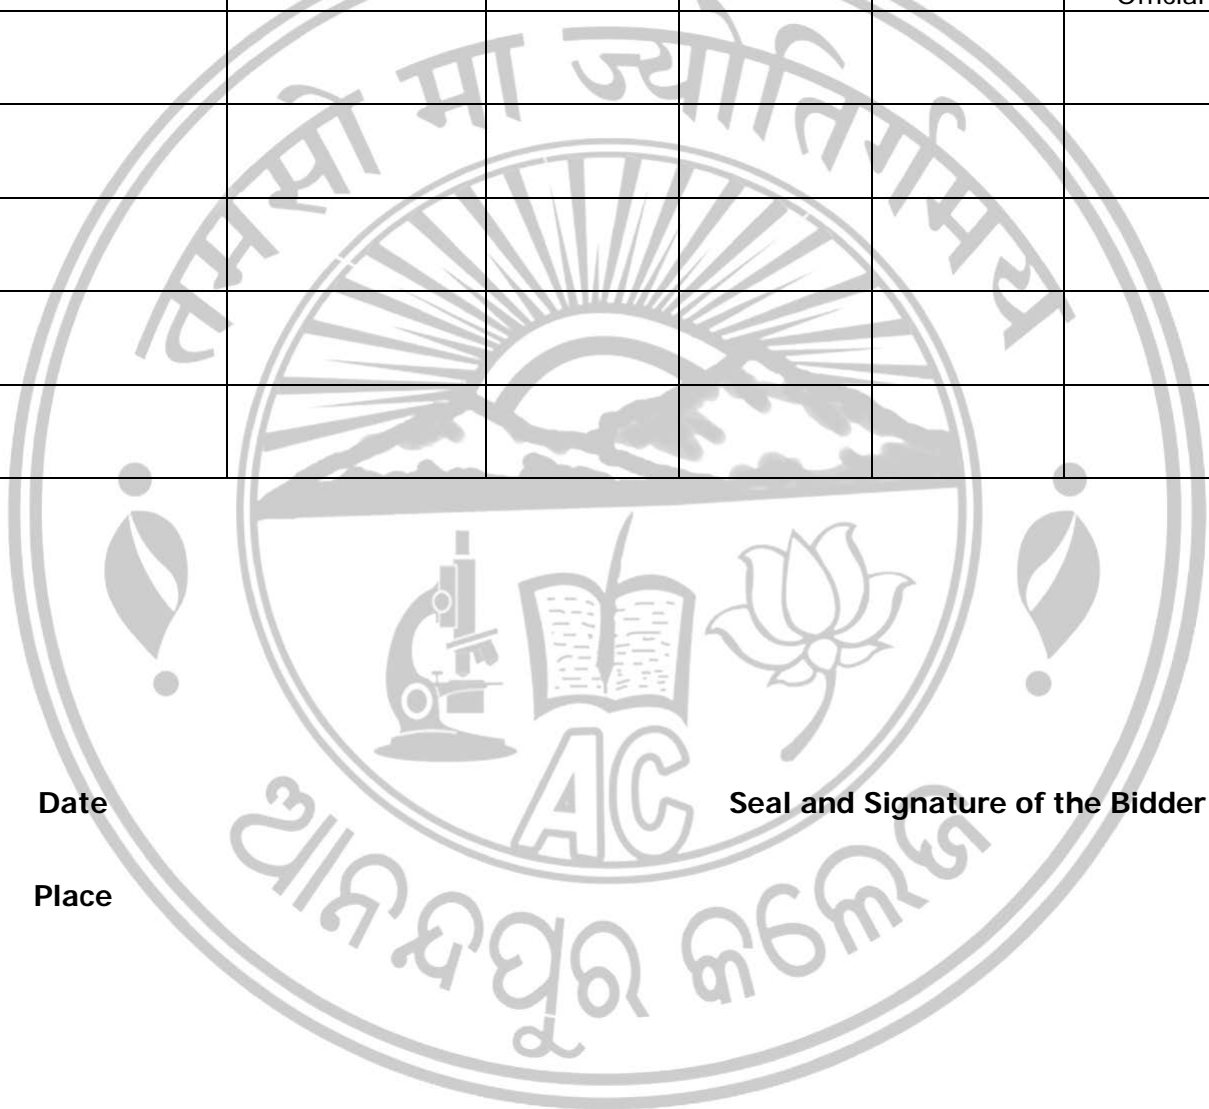 Official
तमसो मा ज्योतिर्गमय
AC
Date
Seal and Signature of the Bidder
Place
ଆନନ୍ଦପୁର କଲେଜ